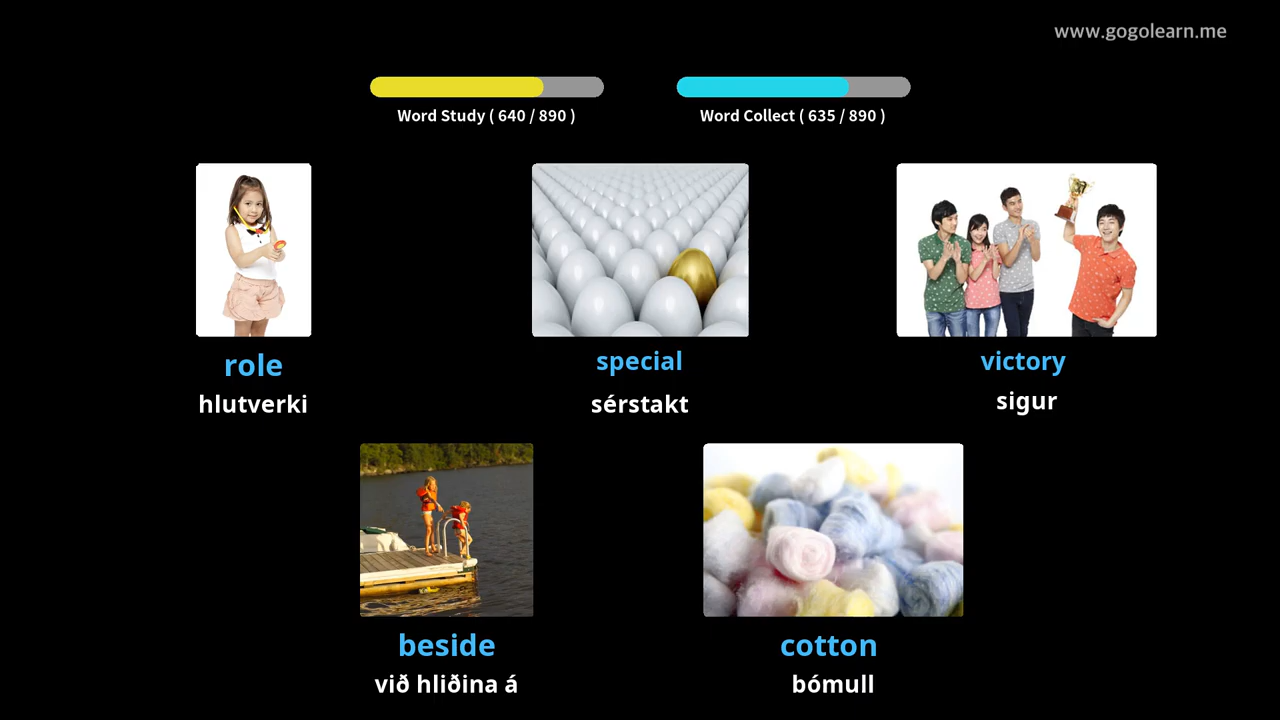 www.gogolearn.me
Word Study ( 640 / 890 )
Word Collect ( 635 / 890 )
role
hlutverki
special
sérstakt
victory
sigur
beside
við hliðina á
cotton
bómull